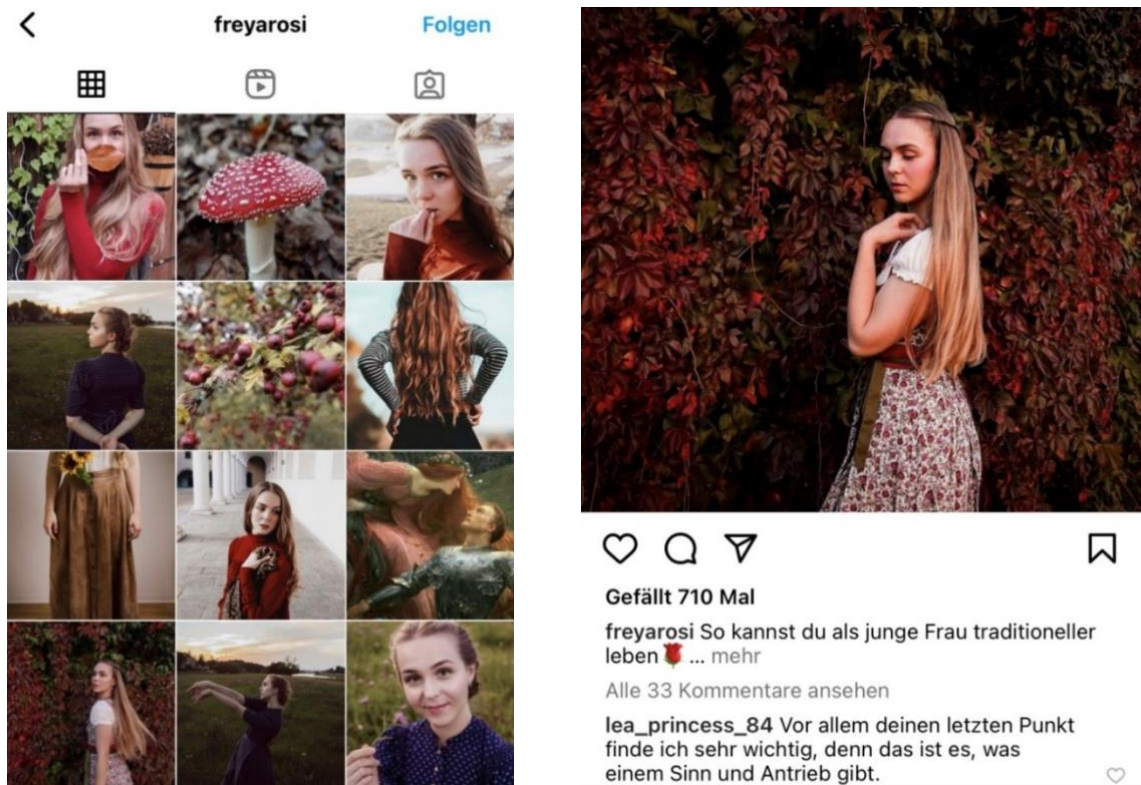 freyarosi
Folgen
Gefällt 710 Mal
freyarosi So kannst du als junge Frau traditioneller
leben🌹 ... mehr
Alle 33 Kommentare ansehen
lea_princess_84 Vor allem deinen letzten Punkt
finde ich sehr wichtig, denn das ist es, was
einem Sinn und Antrieb gibt.